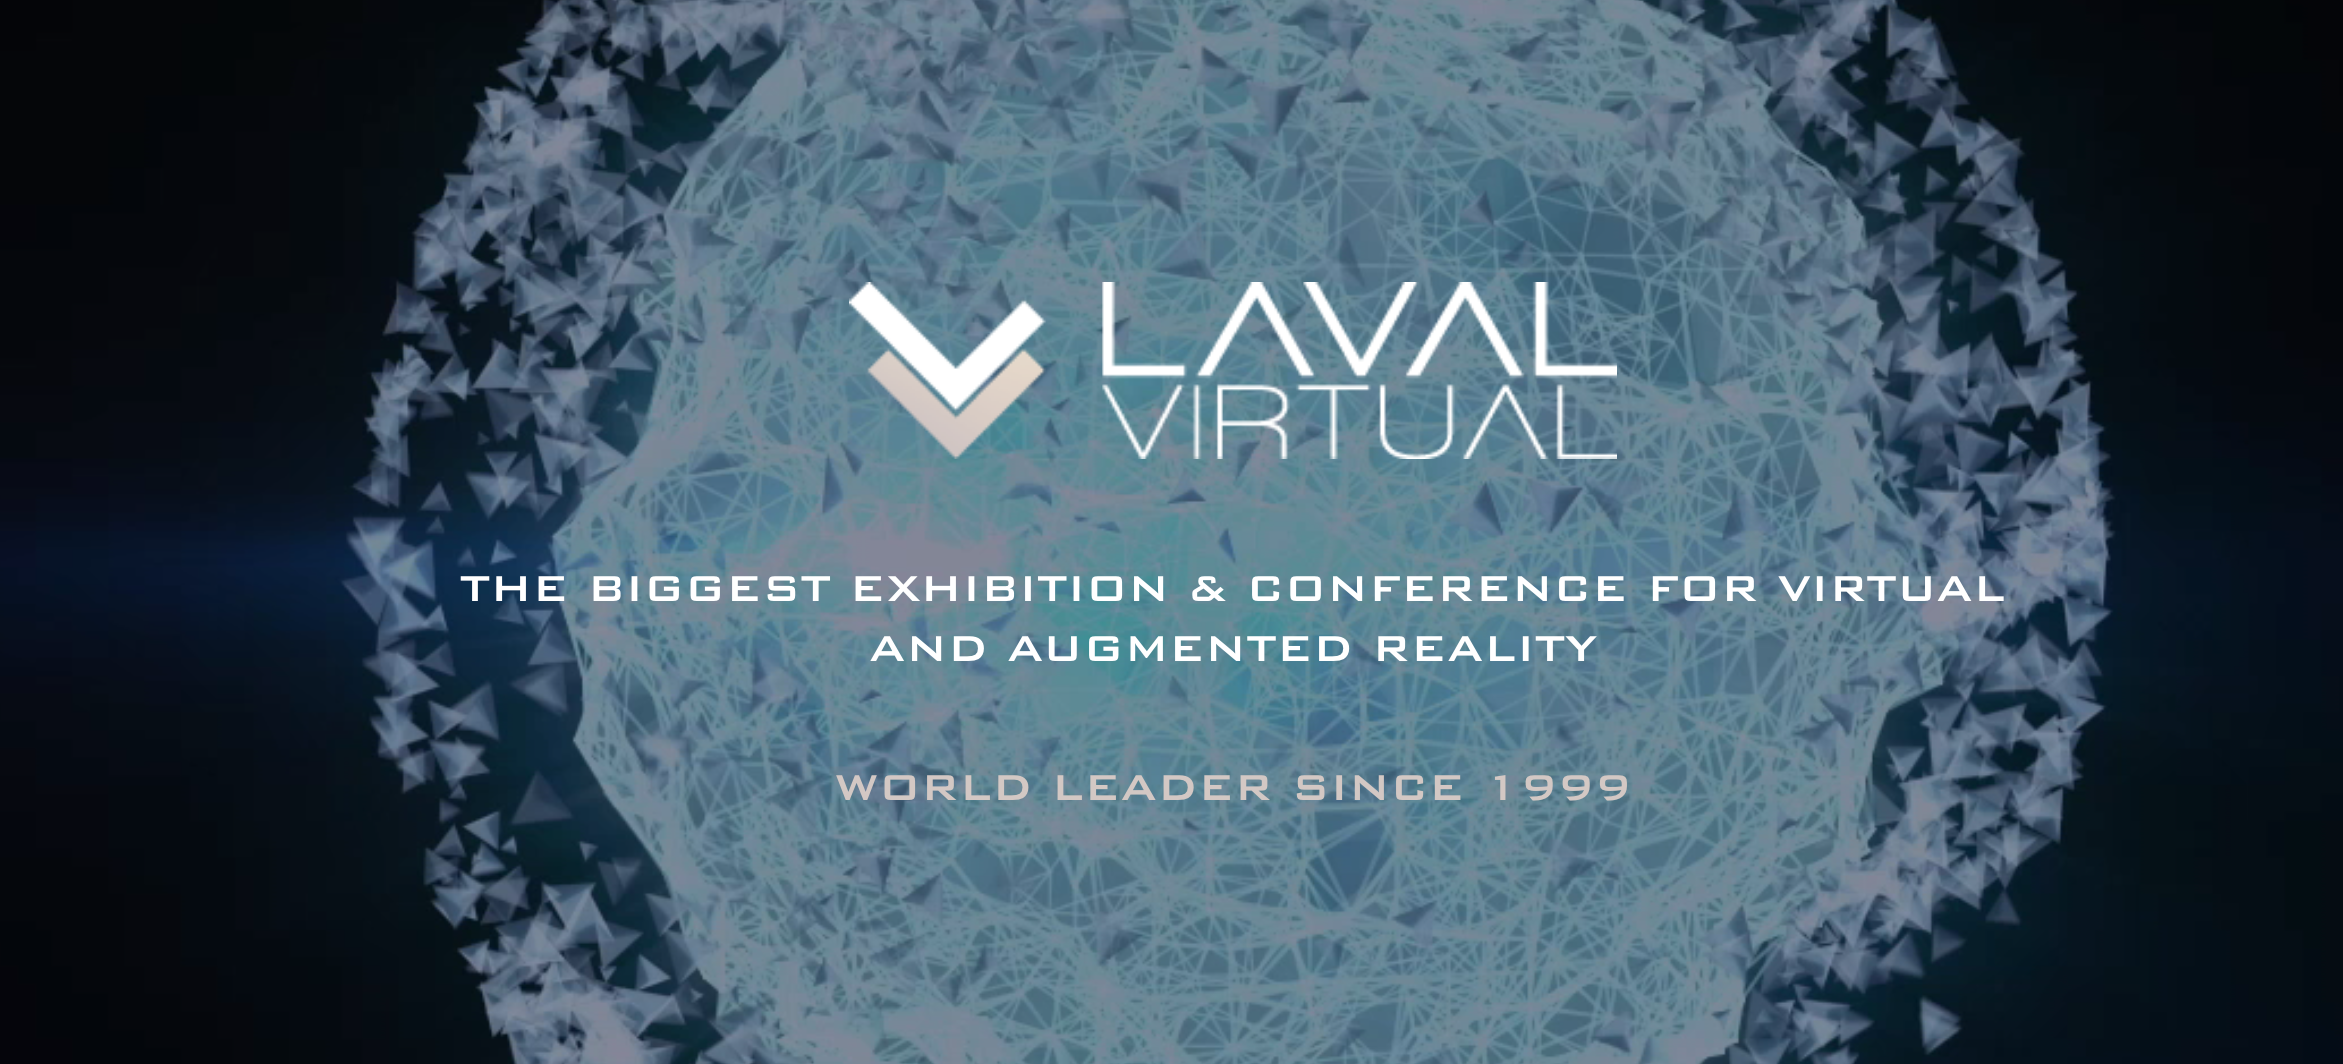 LAVAL
VIRTUAL
THE BIGGEST EXHIBITION & CONFERENCE FOR VIRTUAL
AND AUGMENTED REALITY
WORLD LEADER SINCE 1999